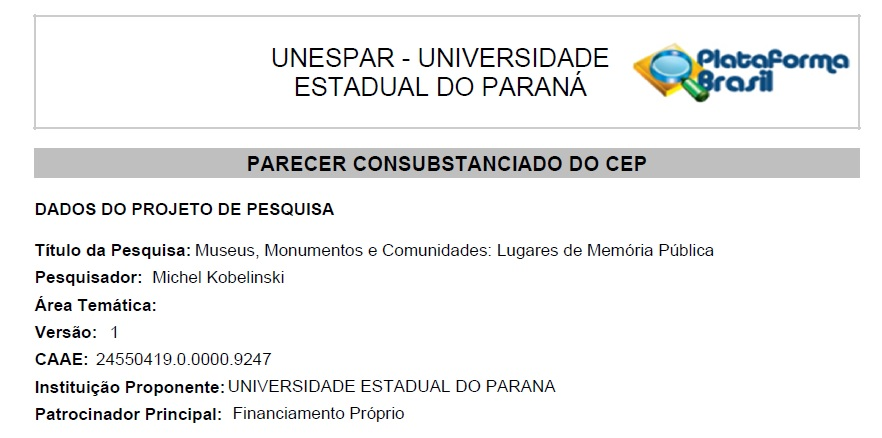 UNESPAR - UNIVERSIDADE
ESTADUAL DO PARANÁ
Plataforma
Brasil
PARECER CONSUBSTANCIADO DO CEP
DADOS DO PROJETO DE PESQUISA
Título da Pesquisa: Museus, Monumentos e Comunidades: Lugares de Memória Pública
Pesquisador: Michel Kobelinski
Área Temática:
Versão: 1
CAAE: 24550419.0.0000.9247
Instituição Proponente: UNIVERSIDADE ESTADUAL DO PARANA
Patrocinador Principal: Financiamento Próprio